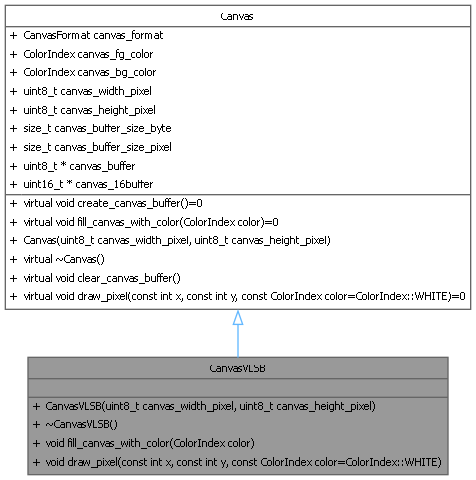 Canvas
+ CanvasFormat canvas_format
+ ColorIndex canvas_fg_color
+ ColorIndex canvas_bg_color
+ uint8_t canvas_width_pixel
+ uint8_t canvas_height_pixel
+ size_t canvas_buffer_size_byte
+ size_t canvas_buffer_size_pixel
+ uint8_t * canvas_buffer
+ uint16_t * canvas_16buffer
+ virtual void create_canvas_buffer()=0
+ virtual void fill_canvas_with_color(ColorIndex color)=0
+ Canvas(uint8_t canvas_width_pixel, uint8_t canvas_height_pixel)
+ virtual ~Canvas()
+ virtual void clear_canvas_buffer()
+ virtual void draw_pixel(const int x, const int y, const ColorIndex color=ColorIndex::WHITE)=0
CanvasVLSB
+ CanvasVLSB(uint8_t canvas_width_pixel, uint8_t canvas_height_pixel)
+ ~CanvasVLSB()
+ void fill_canvas_with_color(ColorIndex color)
+ void draw_pixel(const int x, const int y, const ColorIndex color=ColorIndex::WHITE)